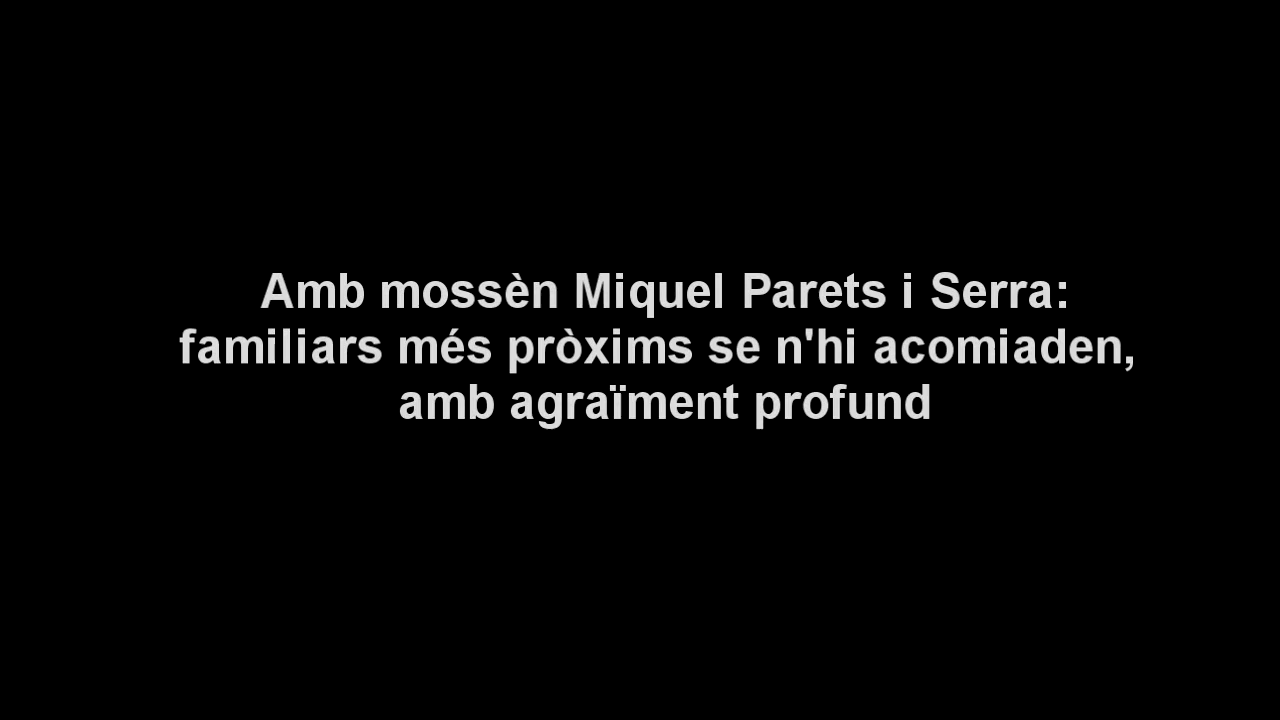 Amb mossèn Miquel Parets i Serra:
familiars més pròxims se n'hi acomiaden,
amb agraïment profund